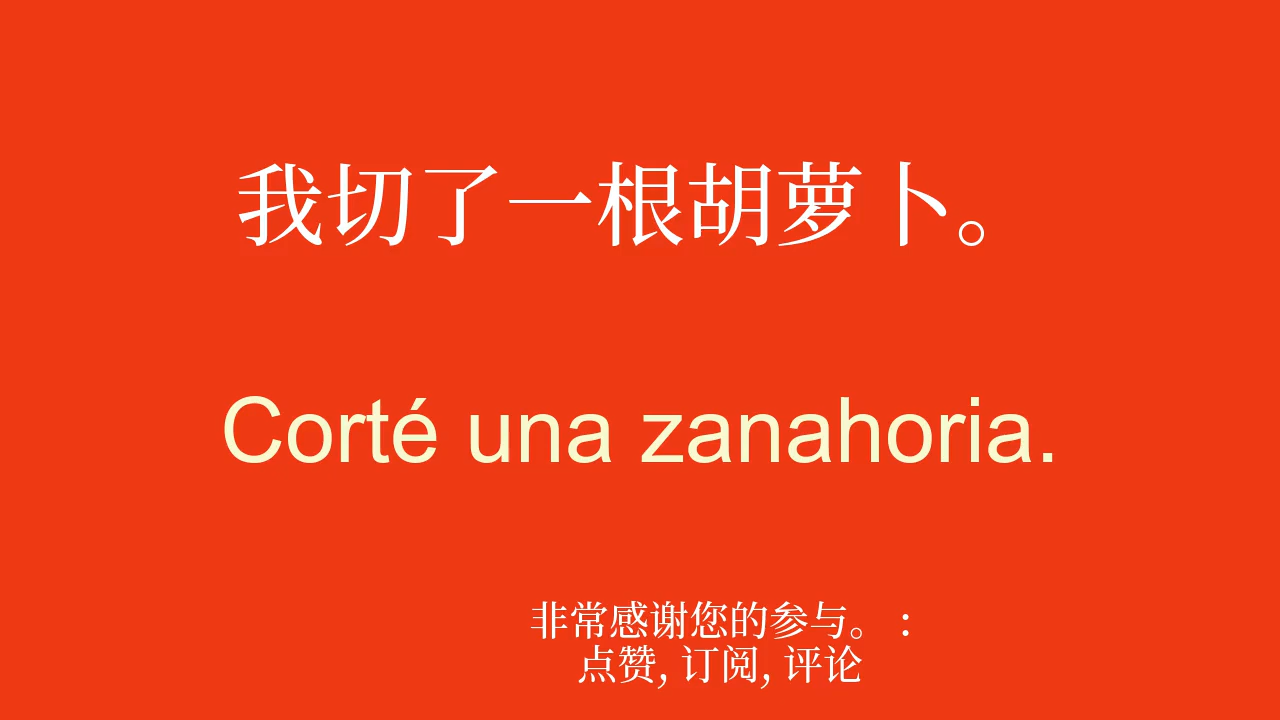 我切了一根胡萝卜。
Corté una zanahoria.
非常感谢您的参与。 :
点赞, 订阅, 评论